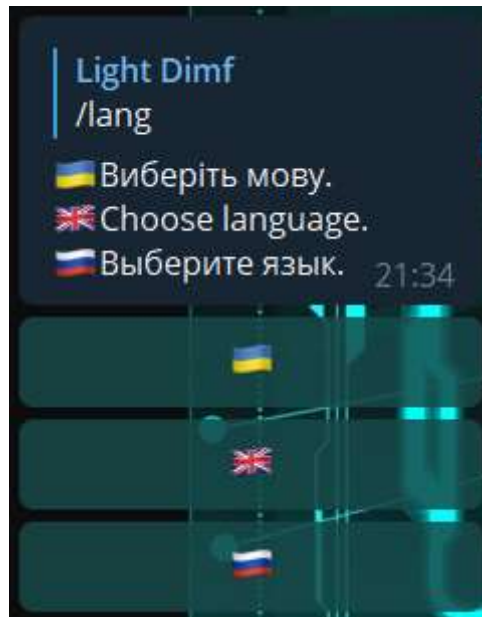 Light Dimf
/lang
🇺🇦Виберіть мову.
🇬🇧Choose language.
🇷🇺Выберите язык.
21:34